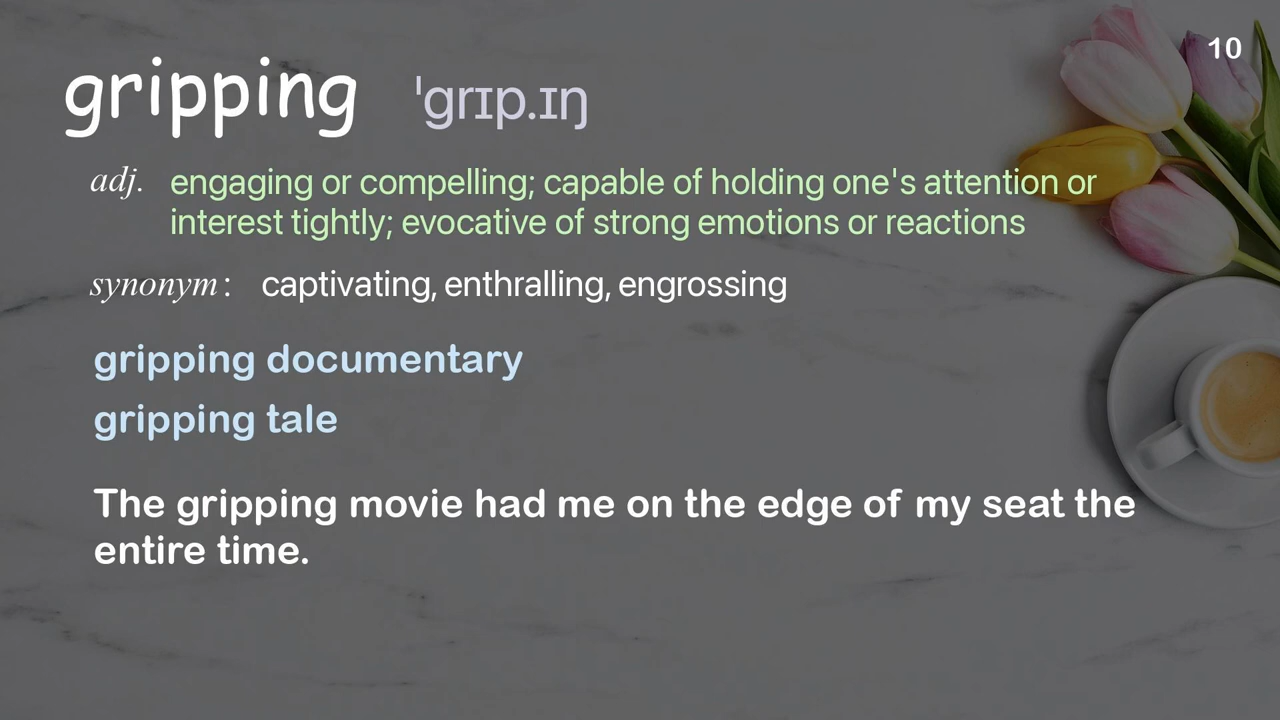 10
gripping ˈɡrɪp.ɪŋ
adj. engaging or compelling; capable of holding one's attention or
interest tightly; evocative of strong emotions or reactions
synonym : captivating, enthralling, engrossing
gripping documentary
gripping tale
The gripping movie had me on the edge of my seat the
entire time.